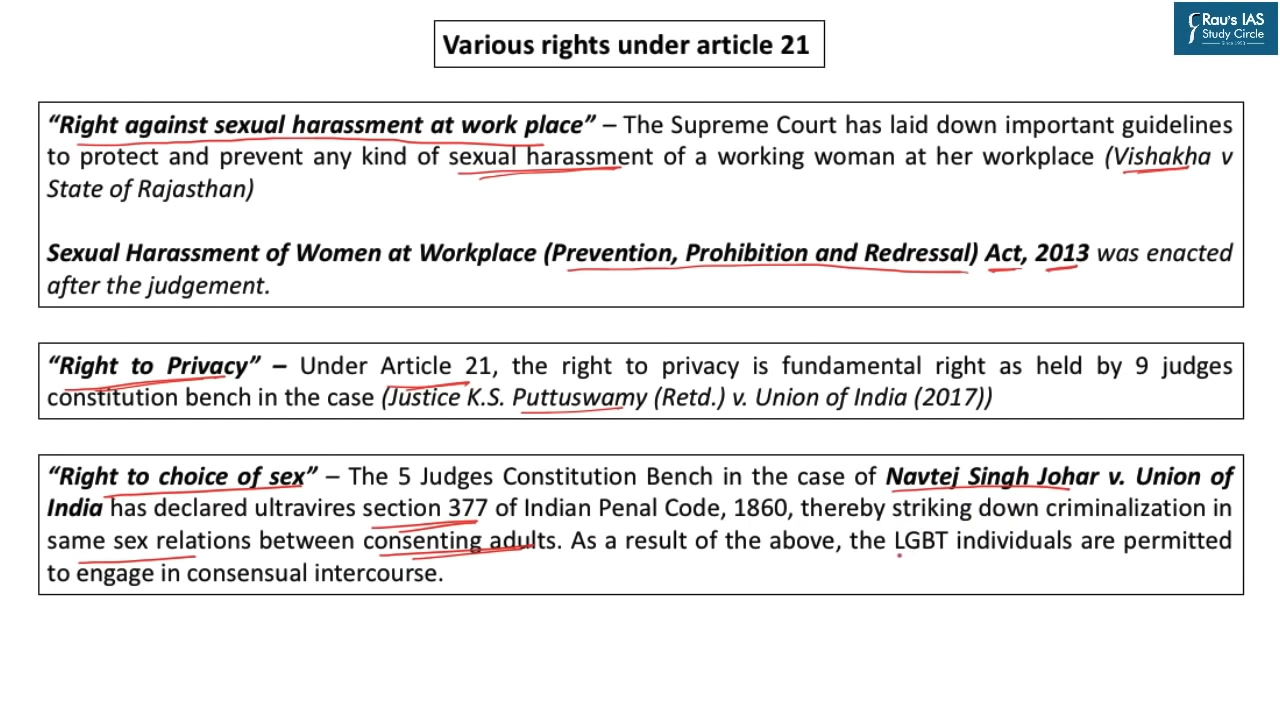 Various rights under article 21
Rau's IAS
Study Circle
Since 1953
“Right against sexual harassment at work place” – The Supreme Court has laid down important guidelines
to protect and prevent any kind of sexual harassment of a working woman at her workplace (Vishakha v
State of Rajasthan)
Sexual Harassment of Women at Workplace (Prevention, Prohibition and Redressal) Act, 2013 was enacted
after the judgement.
“Right to Privacy” – Under Article 21, the right to privacy is fundamental right as held by 9 judges
constitution bench in the case (Justice K.S. Puttuswamy (Retd.) v. Union of India (2017))
“Right to choice of sex” – The 5 Judges Constitution Bench in the case of Navtej Singh Johar v. Union of
India has declared ultravires section 377 of Indian Penal Code, 1860, thereby striking down criminalization in
same sex relations between consenting adults. As a result of the above, the LGBT individuals are permitted
to engage in consensual intercourse.